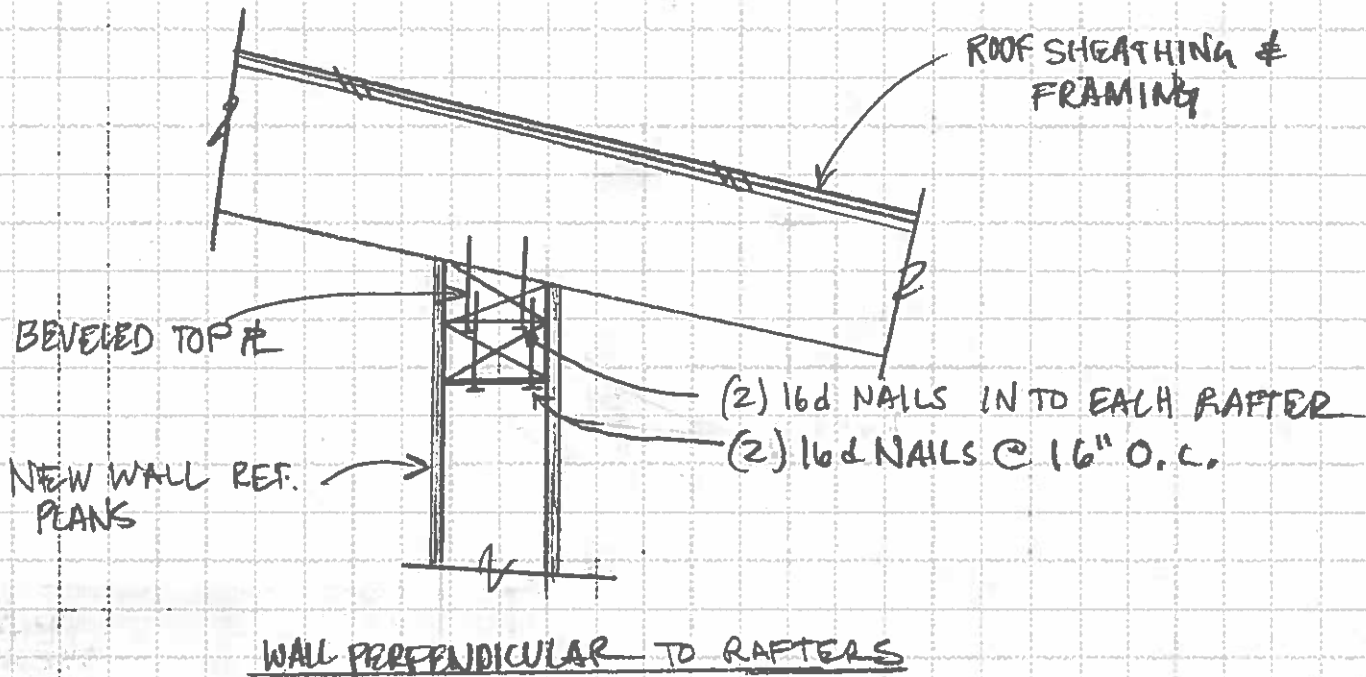 ROOF SHEATHING &
FRAMING
BEVELED TOP PL
(2) 16d NAILS IN TO EACH RAFTER
(2) 16d NAILS @ 16" O.C.
NEW WALL REF.
PLANS
WALL PERPENDICULAR TO RAFTERS